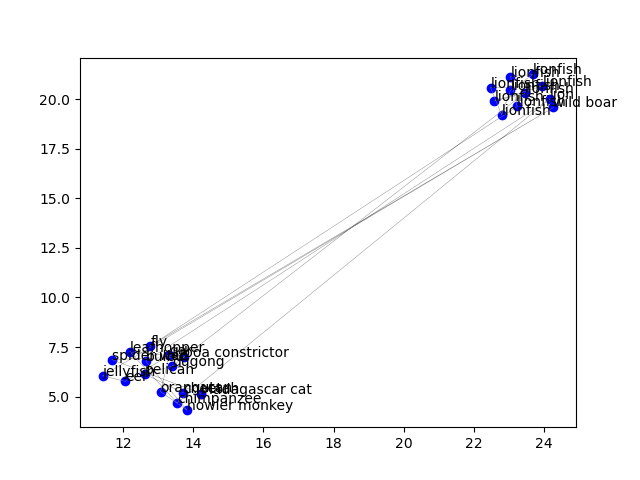 20.0
17.5
15.0
12.5
10.0
7.5
5.0
12
14
16
18
20
22
24
lionfish
lionfish
lionfish
lionfish
lionfish
lionfish
lion
wild boar
lionfish
fly
leafhopper
boa constrictor
dugong
pelican
jellyfish
eel
orangutan
madagascar cat
chimpanzee
howler monkey